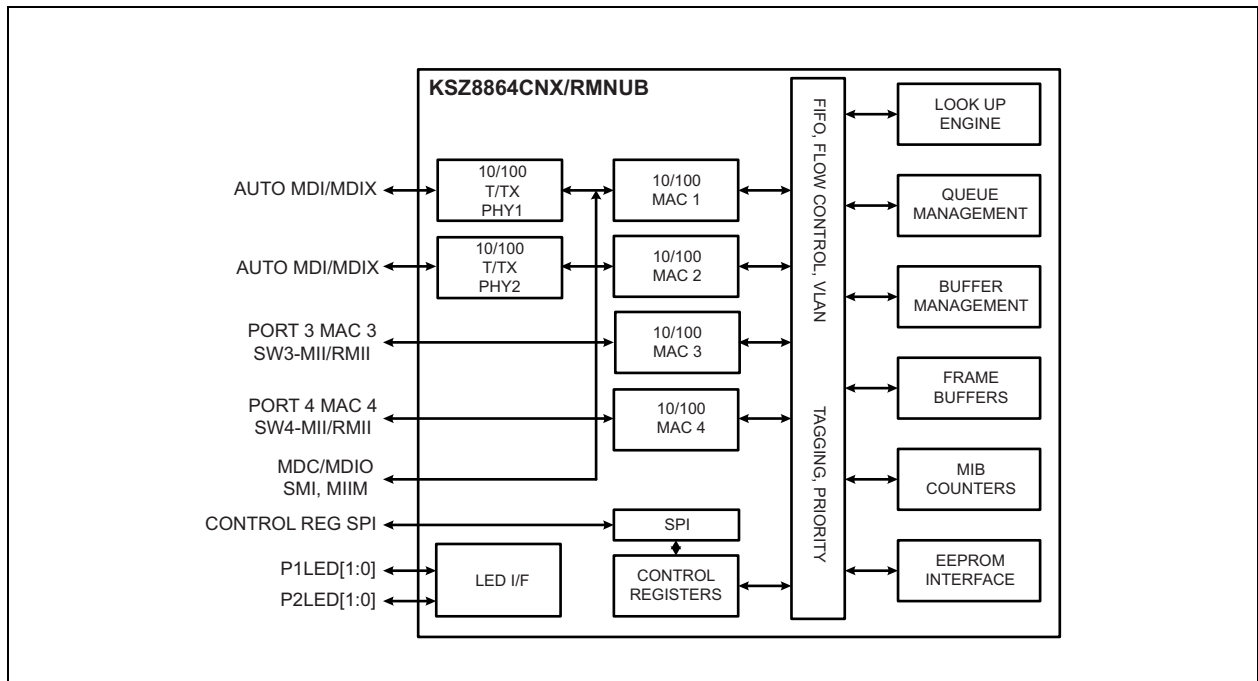 KSZ8864CNX/RMNUB
AUTO MDI/MDIX
10/100
T/TX
PHY1
10/100
MAC 1
AUTO MDI/MDIX
10/100
T/TX
PHY2
10/100
MAC 2
PORT 3 MAC 3
SW3-MII/RMII
10/100
MAC 3
PORT 4 MAC 4
SW4-MII/RMII
10/100
MAC 4
MDC/MDIO
SMI, MIIM
CONTROL REG SPI
SPI
P1LED[1:0]
P2LED[1:0]
LED I/F
CONTROL
REGISTERS
FIFO, FLOW CONTROL, VLAN
TAGGING, PRIORITY
LOOK UP
ENGINE
QUEUE
MANAGEMENT
BUFFER
MANAGEMENT
FRAME
BUFFERS
MIB
COUNTERS
EEPROM
INTERFACE